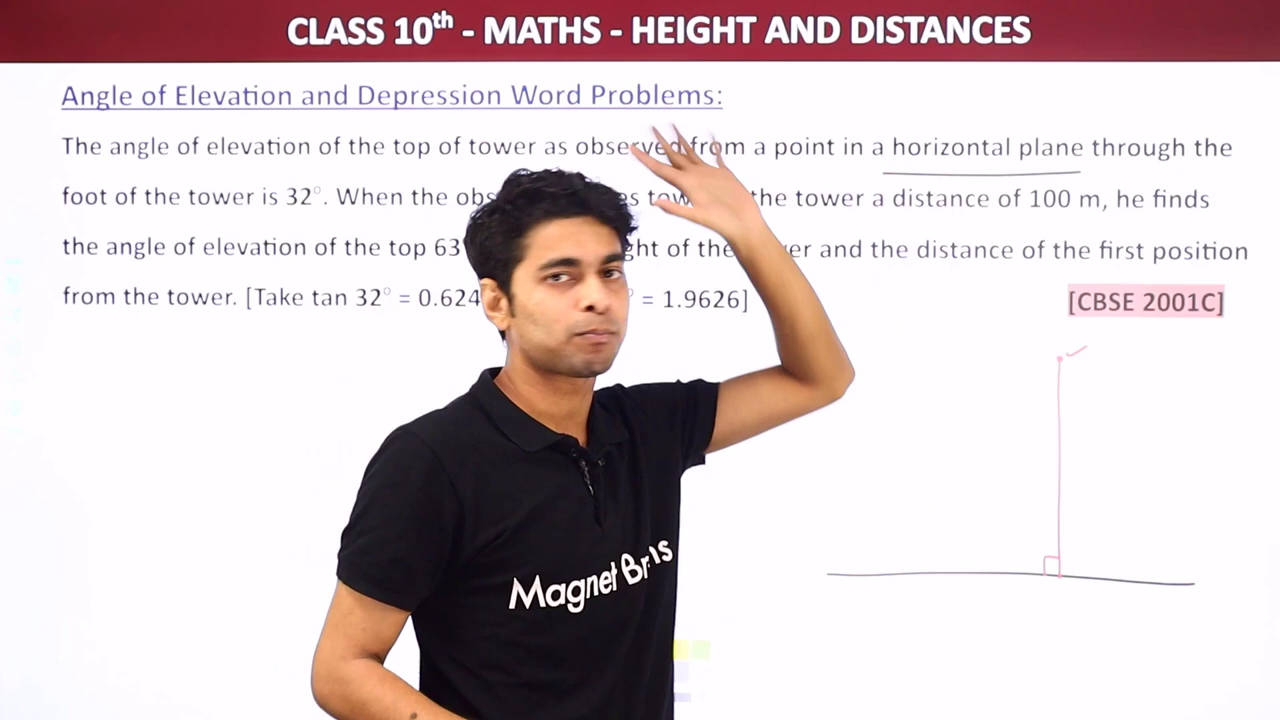 CLASS 10th - MATHS - HEIGHT AND DISTANCES
Angle of Elevation and Depression Word Problems:
The angle of elevation of the top of tower as observed from a point in a horizontal plane through the
foot of the tower is 32°. When the the tower a distance of 100 m, he finds
the angle of elevation of the top 63 of the and the distance of the first position
from the tower. [Take tan 32° = 0.624 ° = 1.9626]
[CBSE 2001C]
Magnet